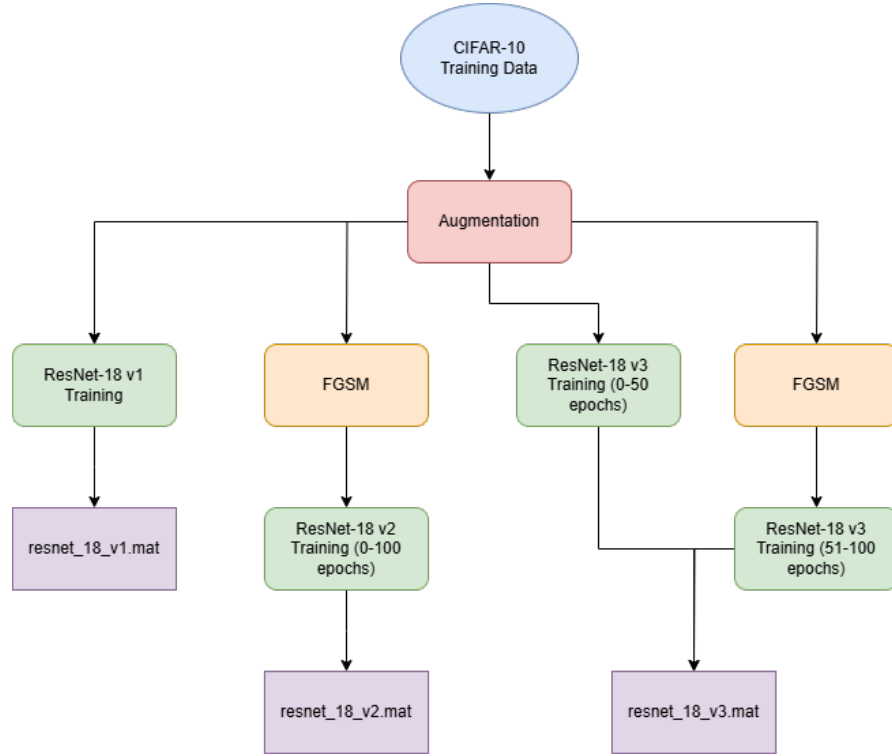 CIFAR-10
Training Data
Augmentation
ResNet-18 v1
Training
FGSM
ResNet-18 v3
Training (0-50
epochs)
FGSM
resnet_18_v1.mat
ResNet-18 v2
Training (0-100
epochs)
ResNet-18 v3
Training (51-100
epochs)
resnet_18_v2.mat
resnet_18_v3.mat